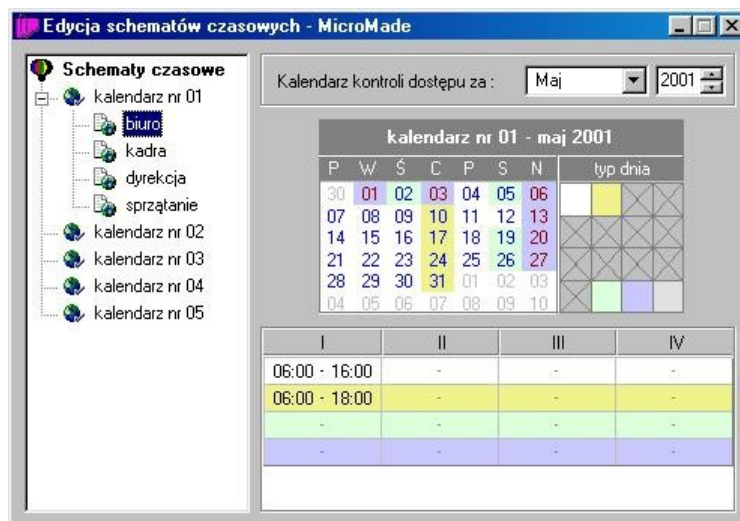 Edycja schematów czasowych - MicroMade
Schematy czasowe
kalendarz nr 01
biuro
kadra
dyrekcja
sprzątanie
kalendarz nr 02
kalendarz nr 03
kalendarz nr 04
kalendarz nr 05
Kalendarz kontroli dostępu za :
Maj
2001
kalendarz nr 01 - maj 2001
P W Ś C P S N typ dnia
30 01 02 03 04 05 06
07 08 09 10 11 12 13
14 15 16 17 18 19 20
21 22 23 24 25 26 27
28 29 30 31 01 02 03
04 05 06 07 08 09 10
I II III IV
06:00 - 16:00 - - -
06:00 - 18:00 - - -
- - - -
- - - -